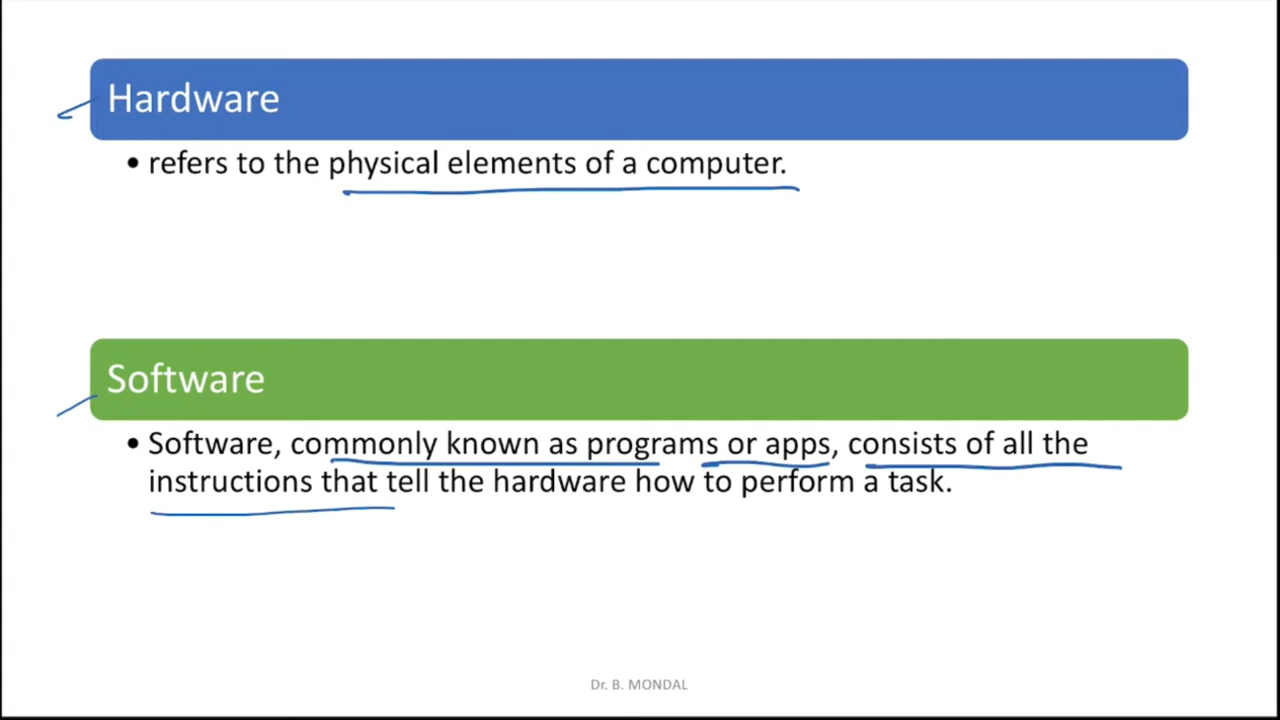 Hardware
• refers to the physical elements of a computer.
Software
• Software, commonly known as programs or apps, consists of all the
instructions that tell the hardware how to perform a task.
Dr. B. MONDAL